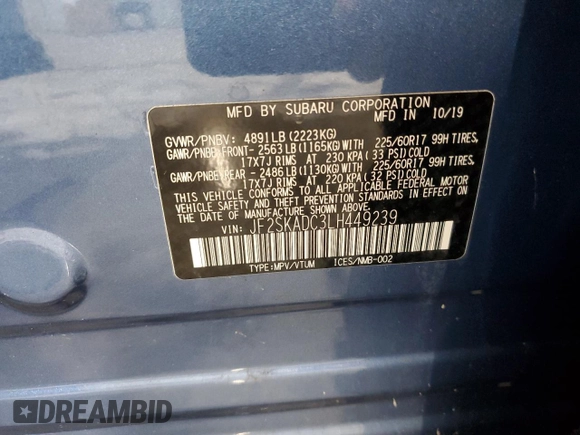 MFD BY SUBARU CORPORATION
MFD IN 10/19
GVWR/PNBV: 4891LB (2223KG)
GAWR/PNBE FRONT- 2563LB (1165KG) WITH 225/60R17 99H TIRES,
17X7J RIMS AT 230 KPA (33 PSI) COLD
GAWR/PNBE REAR - 2486LB (1130KG) WITH 225/60R17 99H TIRES,
17X7J RIMS AT 220 KPA (32 PSI) COLD
THIS VEHICLE CONFORMS TO ALL APPLICABLE FEDERAL MOTOR
VEHICLE SAFETY AND THEFT PREVENTION STANDARDS IN EFFECT
ON THE DATE OF MANUFACTURE SHOWN ABOVE.
VIN: JF2SKADC3LH449239
TYPE:MPV/VTUM ICES/NMB-002
DREAMBID